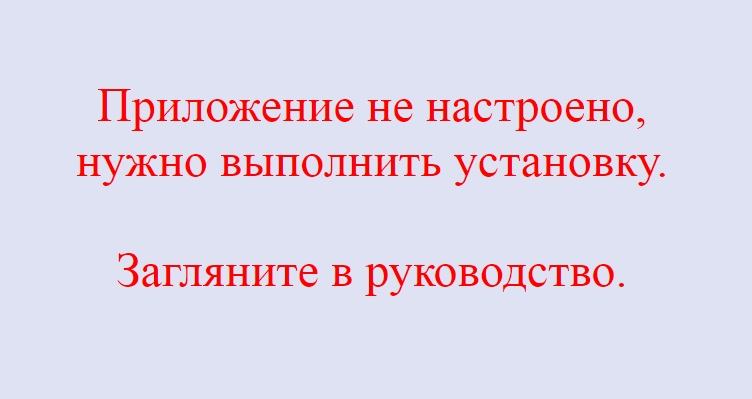 Приложение не настроено,
нужно выполнить установку.
Загляните в руководство.